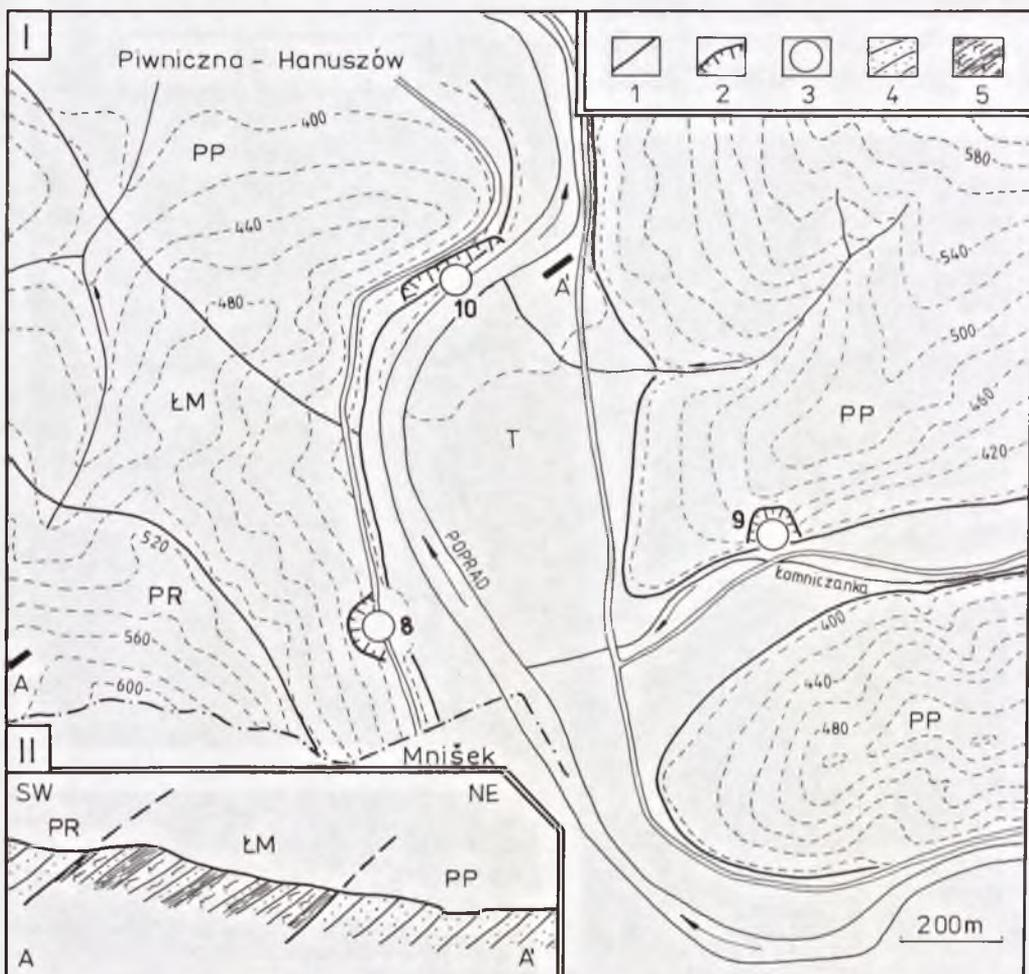 I
Piwniczna - Hanuszów
1 2 3 4 5
400
PP
580
440
540
A'
10
480
500
ŁM
PP
460
T
420
9
POPRAD
520
Łomniczanka
PR
400
8
560
440
A
600
480
PP
II
Mnišek
SW
NE
PR
ŁM
PP
200m
A
A'